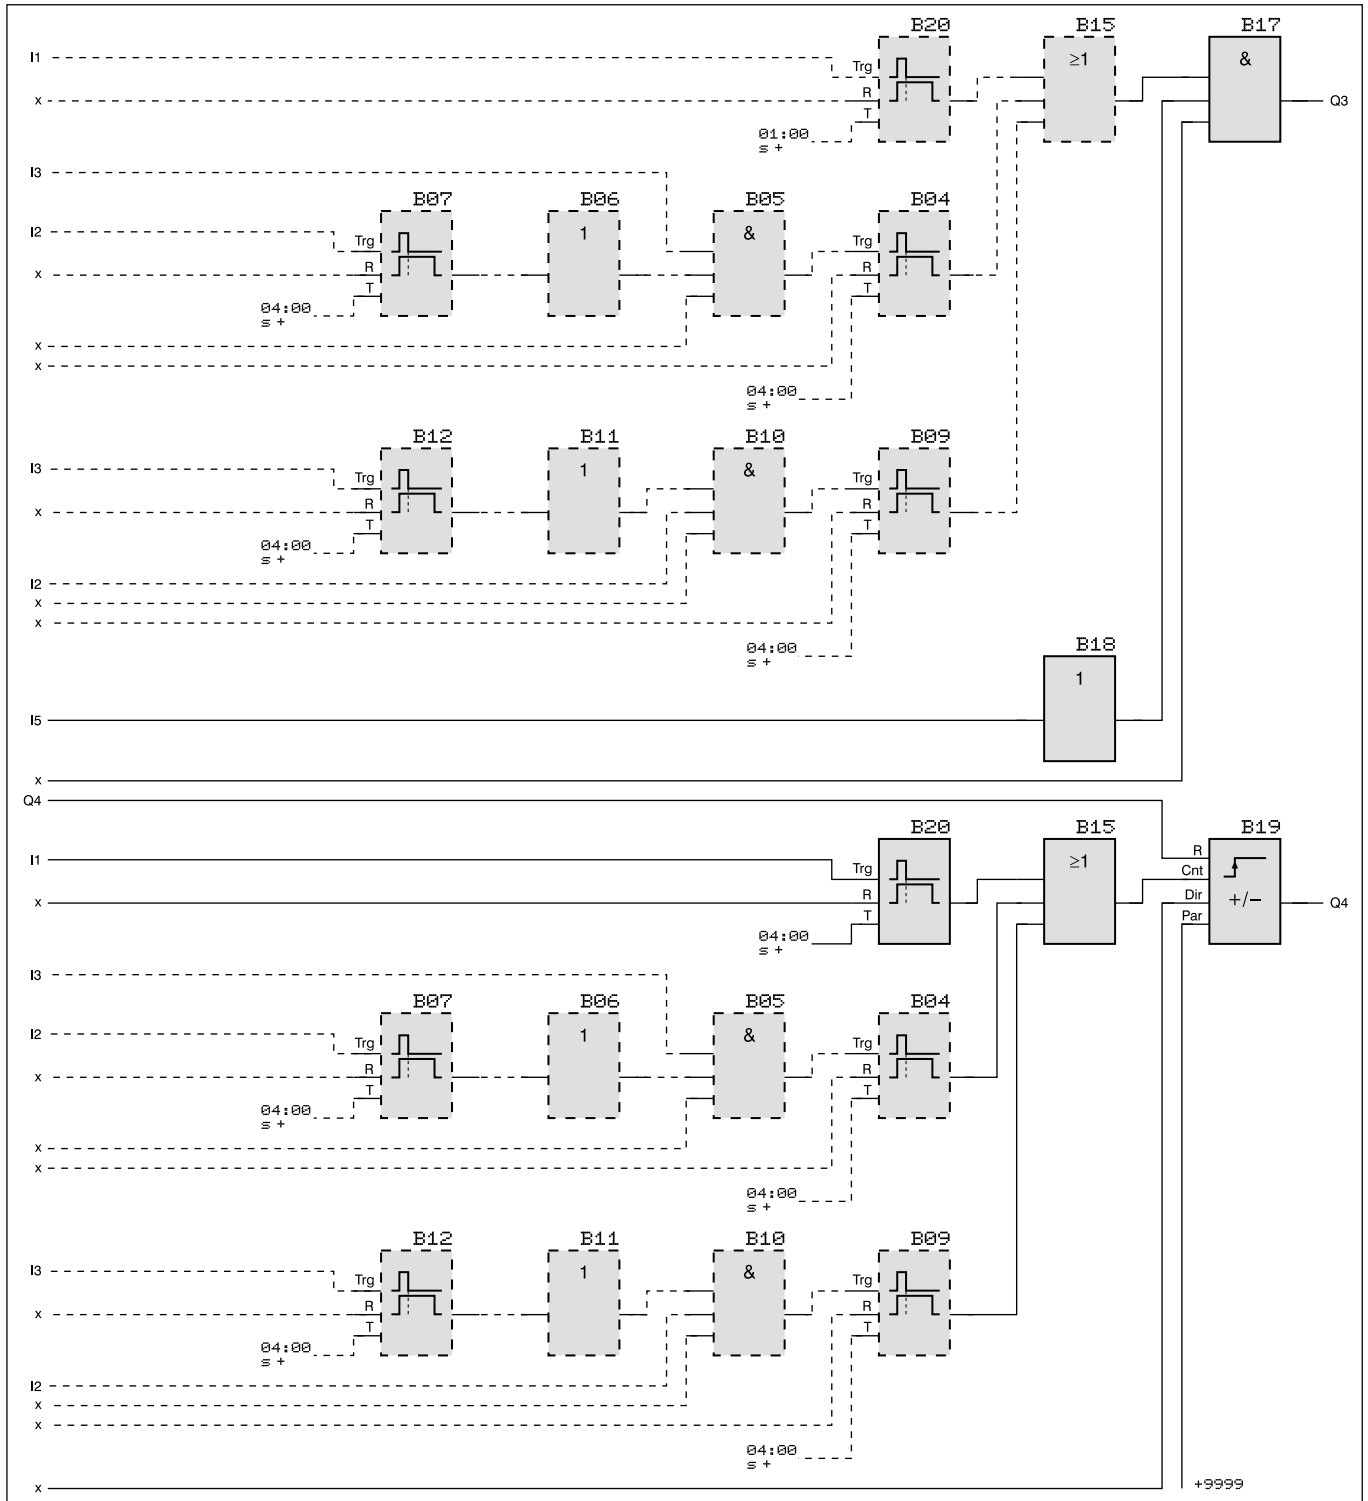 B20 B15 B17
I1 Trg ≥1 &
x R Q3
T
01:00
s +
I3
B07 B06 B05 B04
I2 Trg 1 & Trg
x R R
T T
04:00
s +
x
x
04:00
s +
B12 B11 B10 B09
I3 Trg 1 & Trg
x R R
T T
04:00
s +
I2
x
x
04:00
s +
B18
1
I5
x
Q4
B20 B15 B19
I1 Trg ≥1 R
Cnt
x R Dir +/− Q4
T Par
04:00
s +
I3
B07 B06 B05 B04
I2 Trg 1 & Trg
x R R
T T
04:00
s +
x
x
04:00
s +
B12 B11 B10 B09
I3 Trg 1 & Trg
x R R
T T
04:00
s +
I2
x
x
04:00
s +
x +9999